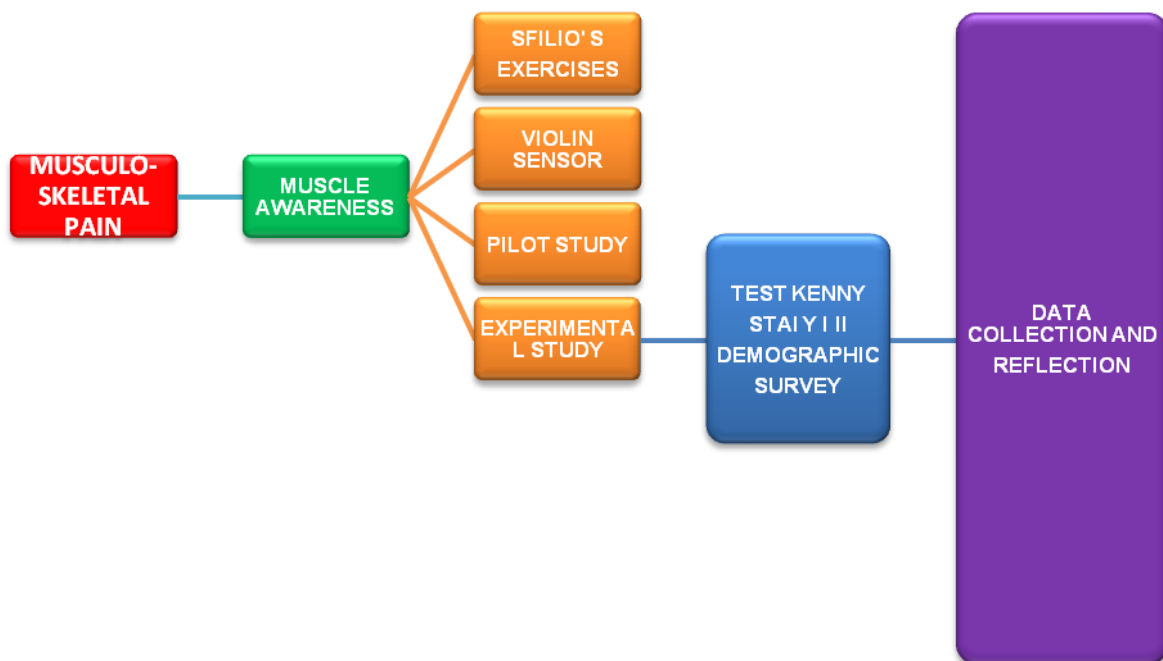 MUSCULO-
SKELETAL
PAIN
MUSCLE
AWARENESS
SFILIO' S
EXERCISES
VIOLIN
SENSOR
PILOT STUDY
EXPERIMENTA
L STUDY
TEST KENNY
STAI Y I II
DEMOGRAPHIC
SURVEY
DATA
COLLECTION AND
REFLECTION